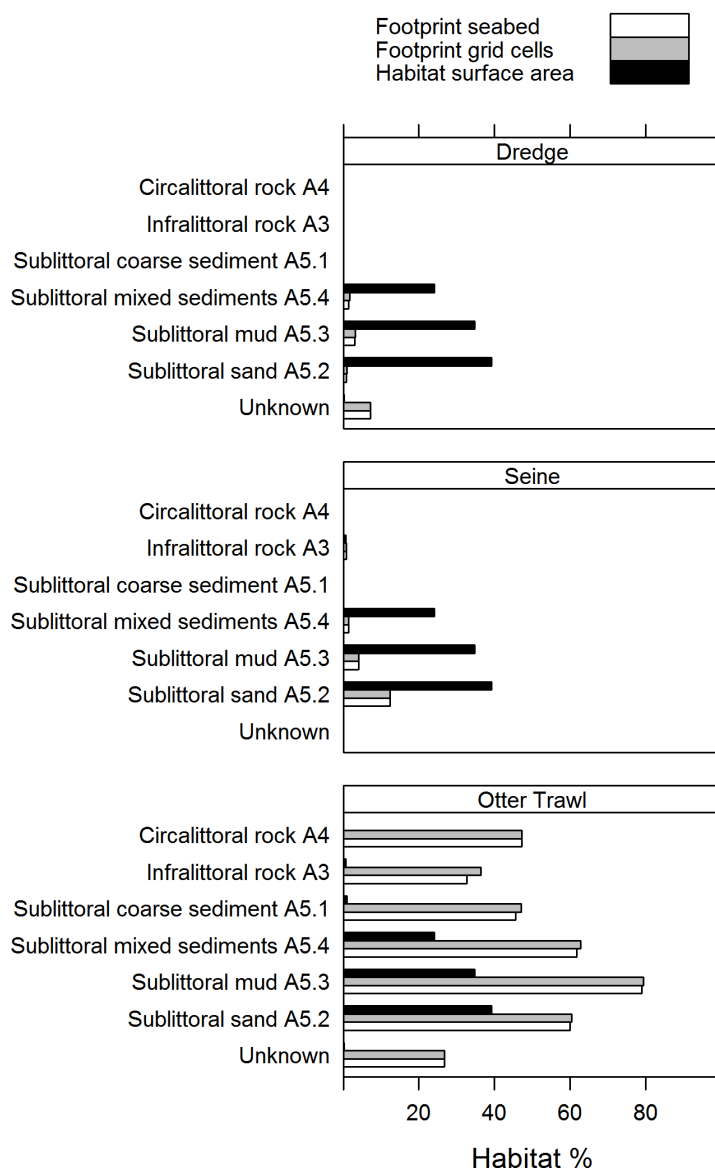 Footprint seabed
Footprint grid cells
Habitat surface area
Dredge
Circalittoral rock A4
Infralittoral rock A3
Sublittoral coarse sediment A5.1
Sublittoral mixed sediments A5.4
Sublittoral mud A5.3
Sublittoral sand A5.2
Unknown
Seine
Circalittoral rock A4
Infralittoral rock A3
Sublittoral coarse sediment A5.1
Sublittoral mixed sediments A5.4
Sublittoral mud A5.3
Sublittoral sand A5.2
Unknown
Otter Trawl
Circalittoral rock A4
Infralittoral rock A3
Sublittoral coarse sediment A5.1
Sublittoral mixed sediments A5.4
Sublittoral mud A5.3
Sublittoral sand A5.2
Unknown
20 40 60 80
Habitat %